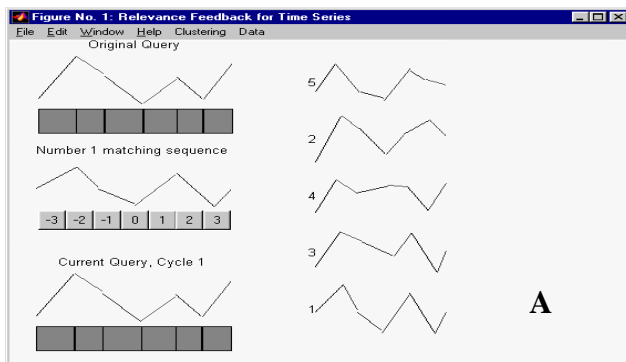 Figure No. 1: Relevance Feedback for Time Series
File Edit Window Help Clustering Data
Original Query
Number 1 matching sequence
-3 -2 -1 0 1 2 3
Current Query, Cycle 1
5
2
4
3
1
A